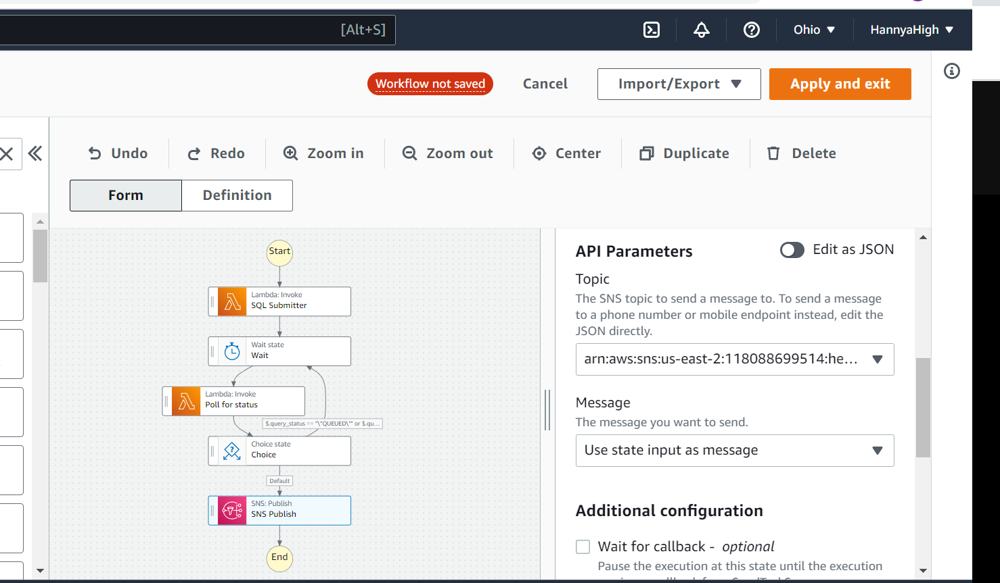 [Alt+S]
Ohio ▼
HannyaHigh ▼
Workflow not saved
Cancel
Import/Export ▼
Apply and exit
Undo
Redo
Zoom in
Zoom out
Center
Duplicate
Delete
Form
Definition
Start
Lambda: Invoke
SQL Submitter
Wait state
Wait
Lambda: Invoke
Poll for status
$.query_status == "\"QUEUED\"" or $.qu...
Choice state
Choice
Default
SNS: Publish
SNS Publish
End
API Parameters
Edit as JSON
Topic
The SNS topic to send a message to. To send a message
to a phone number or mobile endpoint instead, edit the
JSON directly.
arn:aws:sns:us-east-2:118088699514:he...
Message
The message you want to send.
Use state input as message
Additional configuration
Wait for callback - optional
Pause the execution at this state until the execution